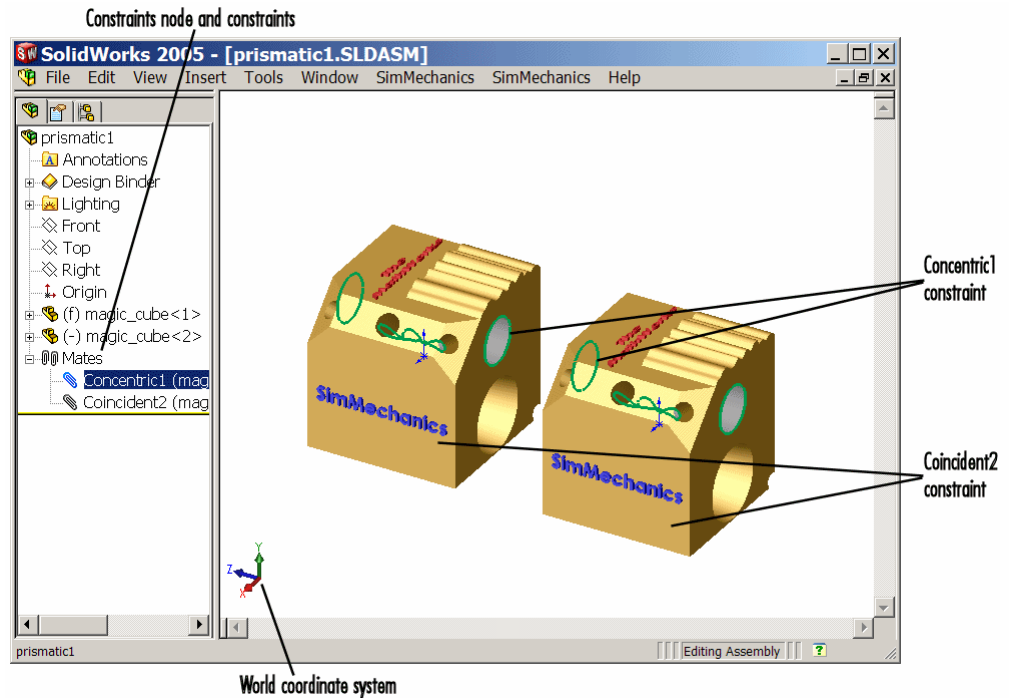 Constraints node and constraints
SolidWorks 2005 - [prismatic1.SLDASM]
File Edit View Insert Tools Window SimMechanics SimMechanics Help
prismatic1
Annotations
Design Binder
Lighting
Front
Top
Right
Origin
(f) magic_cube<1>
(-) magic_cube<2>
Mates
Concentric1 (mag
Coincident2 (mag
SimMechanics
SimMechanics
Concentric1
constraint
Coincident2
constraint
Y
Z
X
prismatic1
Editing Assembly
World coordinate system